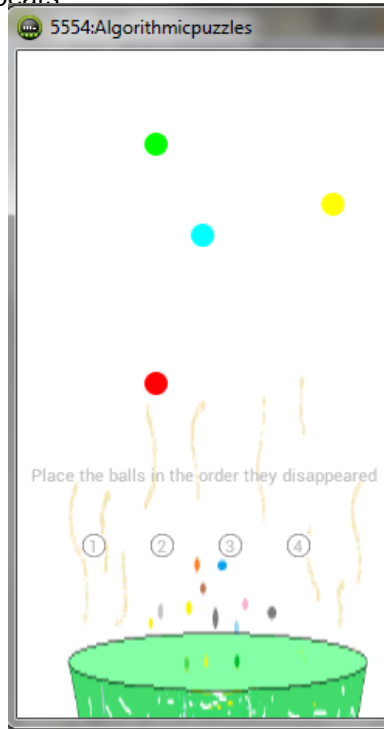 5554:Algorithmicpuzzles
Place the balls in the order they disappeared
1 2 3 4